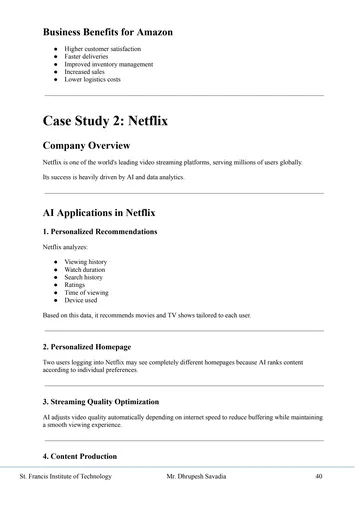 Business Benefits for Amazon
● Higher customer satisfaction
● Faster deliveries
● Improved inventory management
● Increased sales
● Lower logistics costs
Case Study 2: Netflix
Company Overview
Netflix is one of the world's leading video streaming platforms, serving millions of users globally.
Its success is heavily driven by AI and data analytics.
AI Applications in Netflix
1. Personalized Recommendations
Netflix analyzes:
● Viewing history
● Watch duration
● Search history
● Ratings
● Time of viewing
● Device used
Based on this data, it recommends movies and TV shows tailored to each user.
2. Personalized Homepage
Two users logging into Netflix may see completely different homepages because AI ranks content
according to individual preferences.
3. Streaming Quality Optimization
AI adjusts video quality automatically depending on internet speed to reduce buffering while maintaining
a smooth viewing experience.
4. Content Production
St. Francis Institute of Technology Mr. Dhrupesh Savadia 40